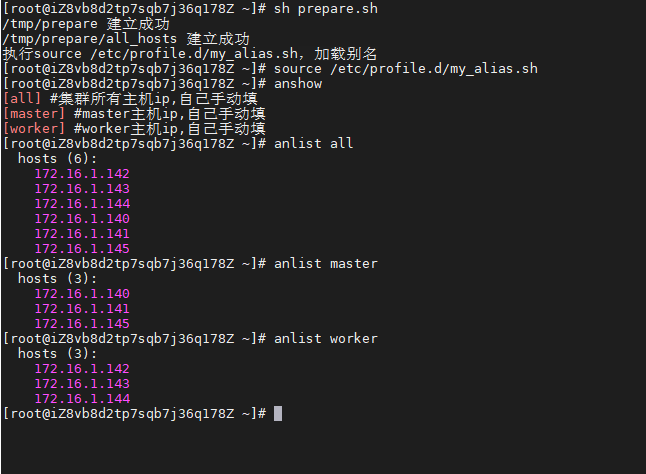 [root@iZ8vb8d2tp7sqb7j36q178Z ~]# sh prepare.sh
/tmp/prepare 建立成功
/tmp/prepare/all_hosts 建立成功
执行source /etc/profile.d/my_alias.sh，加载别名
[root@iZ8vb8d2tp7sqb7j36q178Z ~]# source /etc/profile.d/my_alias.sh
[root@iZ8vb8d2tp7sqb7j36q178Z ~]# anshow
[all] #集群所有主机ip,自己手动填
[master] #master主机ip,自己手动填
[worker] #worker主机ip,自己手动填
[root@iZ8vb8d2tp7sqb7j36q178Z ~]# anlist all
  hosts (6):
    172.16.1.142
    172.16.1.143
    172.16.1.144
    172.16.1.140
    172.16.1.141
    172.16.1.145
[root@iZ8vb8d2tp7sqb7j36q178Z ~]# anlist master
  hosts (3):
    172.16.1.140
    172.16.1.141
    172.16.1.145
[root@iZ8vb8d2tp7sqb7j36q178Z ~]# anlist worker
  hosts (3):
    172.16.1.142
    172.16.1.143
    172.16.1.144
[root@iZ8vb8d2tp7sqb7j36q178Z ~]#